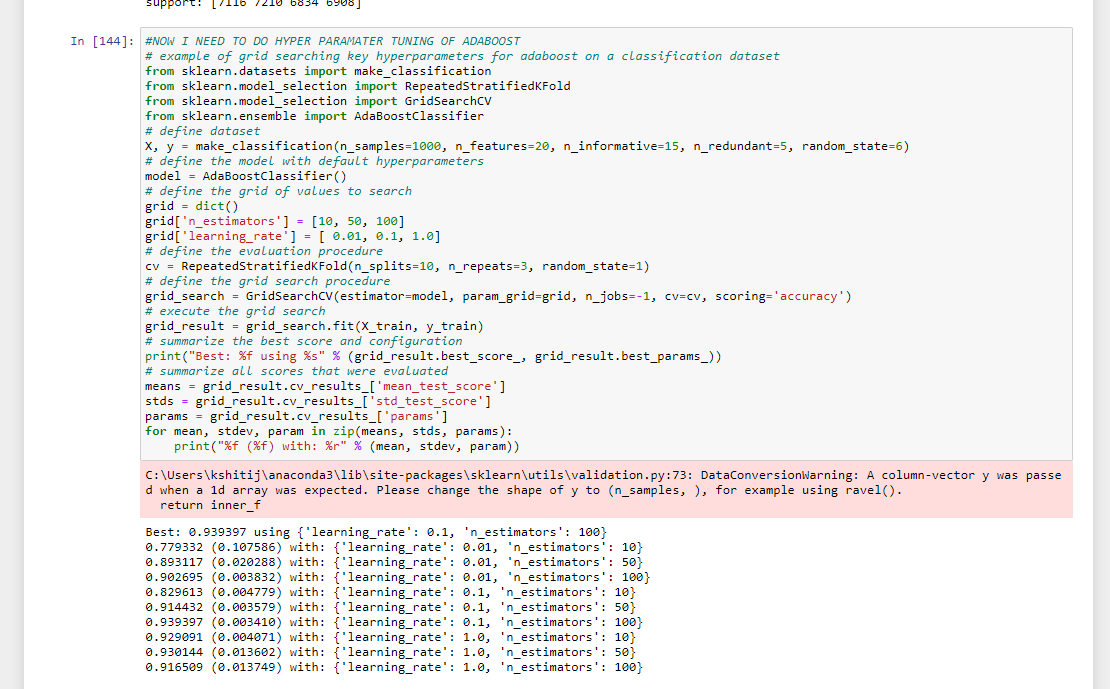 support: [7116 7210 6834 6908]
In [144]: #NOW I NEED TO DO HYPER PARAMATER TUNING OF ADABOOST
# example of grid searching key hyperparameters for adaboost on a classification dataset
from sklearn.datasets import make_classification
from sklearn.model_selection import RepeatedStratifiedKFold
from sklearn.model_selection import GridSearchCV
from sklearn.ensemble import AdaBoostClassifier
# define dataset
X, y = make_classification(n_samples=1000, n_features=20, n_informative=15, n_redundant=5, random_state=6)
# define the model with default hyperparameters
model = AdaBoostClassifier()
# define the grid of values to search
grid = dict()
grid['n_estimators'] = [10, 50, 100]
grid['learning_rate'] = [ 0.01, 0.1, 1.0]
# define the evaluation procedure
cv = RepeatedStratifiedKFold(n_splits=10, n_repeats=3, random_state=1)
# define the grid search procedure
grid_search = GridSearchCV(estimator=model, param_grid=grid, n_jobs=-1, cv=cv, scoring='accuracy')
# execute the grid search
grid_result = grid_search.fit(X_train, y_train)
# summarize the best score and configuration
print("Best: %f using %s" % (grid_result.best_score_, grid_result.best_params_))
# summarize all scores that were evaluated
means = grid_result.cv_results_['mean_test_score']
stds = grid_result.cv_results_['std_test_score']
params = grid_result.cv_results_['params']
for mean, stdev, param in zip(means, stds, params):
    print("%f (%f) with: %r" % (mean, stdev, param))
C:\Users\kshitij\anaconda3\lib\site-packages\sklearn\utils\validation.py:73: DataConversionWarning: A column-vector y was passe
d when a 1d array was expected. Please change the shape of y to (n_samples, ), for example using ravel().
  return inner_f
Best: 0.939397 using {'learning_rate': 0.1, 'n_estimators': 100}
0.779332 (0.107586) with: {'learning_rate': 0.01, 'n_estimators': 10}
0.893117 (0.020288) with: {'learning_rate': 0.01, 'n_estimators': 50}
0.902695 (0.003832) with: {'learning_rate': 0.01, 'n_estimators': 100}
0.829613 (0.004779) with: {'learning_rate': 0.1, 'n_estimators': 10}
0.914432 (0.003579) with: {'learning_rate': 0.1, 'n_estimators': 50}
0.939397 (0.003410) with: {'learning_rate': 0.1, 'n_estimators': 100}
0.929091 (0.004071) with: {'learning_rate': 1.0, 'n_estimators': 10}
0.930144 (0.013602) with: {'learning_rate': 1.0, 'n_estimators': 50}
0.916509 (0.013749) with: {'learning_rate': 1.0, 'n_estimators': 100}